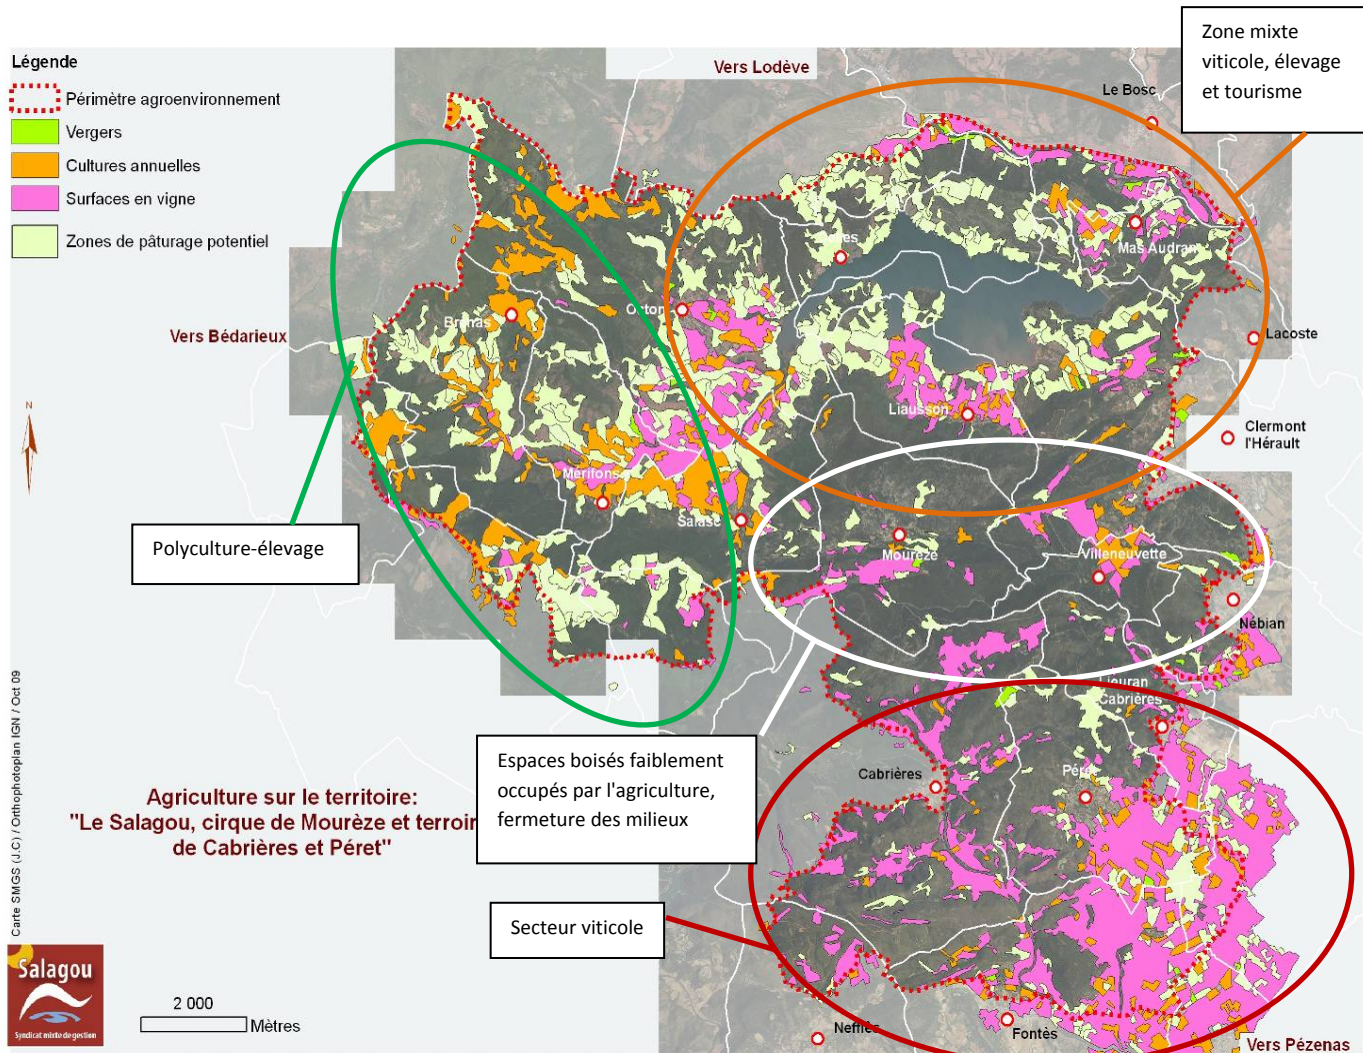 Légende
Périmètre agroenvironnement
Vergers
Cultures annuelles
Surfaces en vigne
Zones de pâturage potentiel
Vers Lodève
Le Bosc
Zone mixte
viticole, élevage
et tourisme
Mas Audran
Octon
Brenas
Vers Bédarieux
Lacoste
Liausson
Clermont
l'Hérault
N
Mérifons
Salasc
Mourèze
Villeneuvette
Polyculture-élevage
Nébian
Lieuran
Cabrières
Espaces boisés faiblement
occupés par l'agriculture,
fermeture des milieux
Cabrières
Péret
Agriculture sur le territoire:
"Le Salagou, cirque de Mourèze et terroir
de Cabrières et Péret"
Secteur viticole
Carte SMGS (J.C) / Orthophotoplan IGN / Oct 09
Salagou
Syndicat mixte de gestion
2 000
Mètres
Neffiès
Fontès
Vers Pézenas